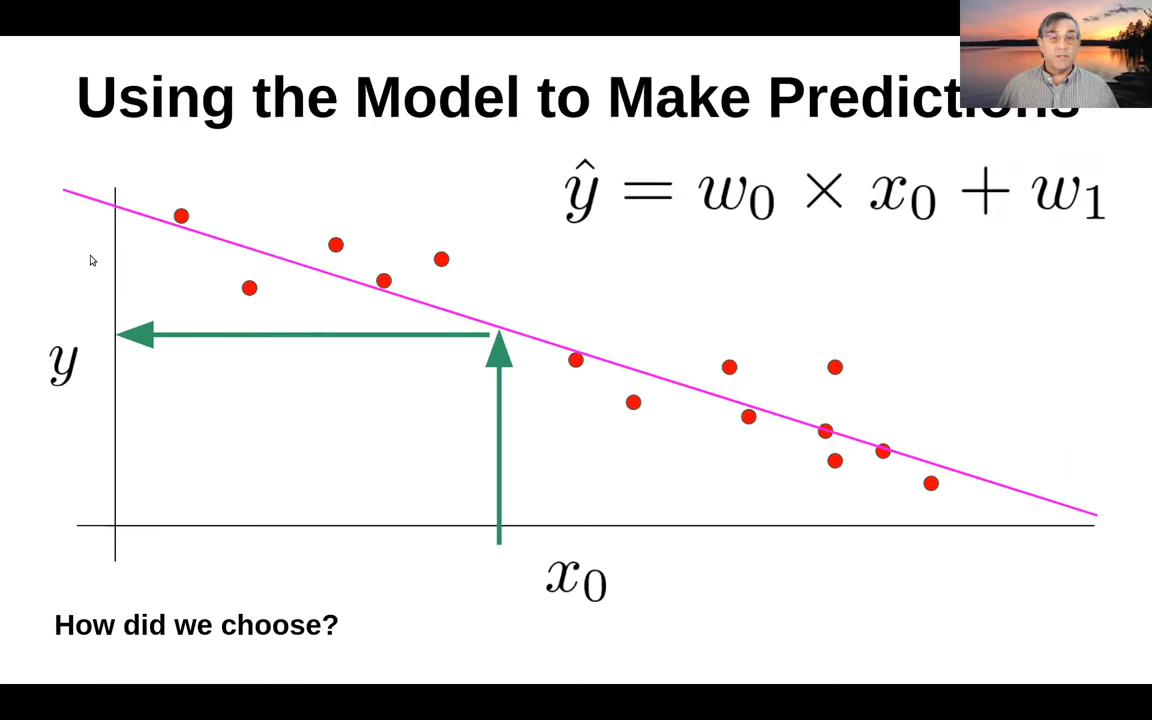 Using the Model to Make Predictions
ŷ = w₀ × x₀ + w₁
y
x₀
How did we choose?